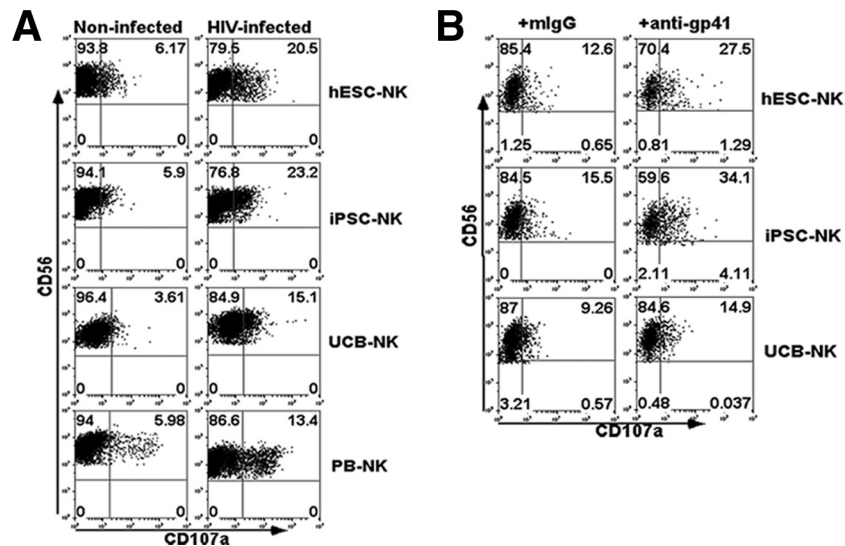 A
Non-infected HIV-infected
93.8 6.17 79.5 20.5
hESC-NK
0 0 0 0
94.1 5.9 76.8 23.2
iPSC-NK
0 0 0 0
96.4 3.61 84.9 15.1
UCB-NK
0 0 0 0
94 5.98 86.6 13.4
PB-NK
0 0 0 0
CD56
CD107a
B
+mIgG +anti-gp41
85.4 12.6 70.4 27.5
hESC-NK
1.25 0.65 0.81 1.29
84.5 15.5 59.6 34.1
iPSC-NK
0 0 2.11 4.11
87 9.26 84.6 14.9
UCB-NK
3.21 0.57 0.48 0.037
CD56
CD107a